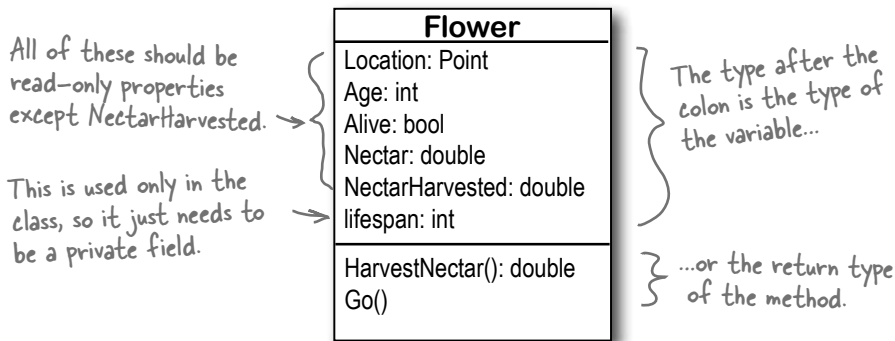 Flower
All of these should be
read-only properties
except NectarHarvested.
This is used only in the
class, so it just needs to
be a private field.
Location: Point
Age: int
Alive: bool
Nectar: double
NectarHarvested: double
lifespan: int
HarvestNectar(): double
Go()
The type after the
colon is the type of
the variable...
...or the return type
of the method.